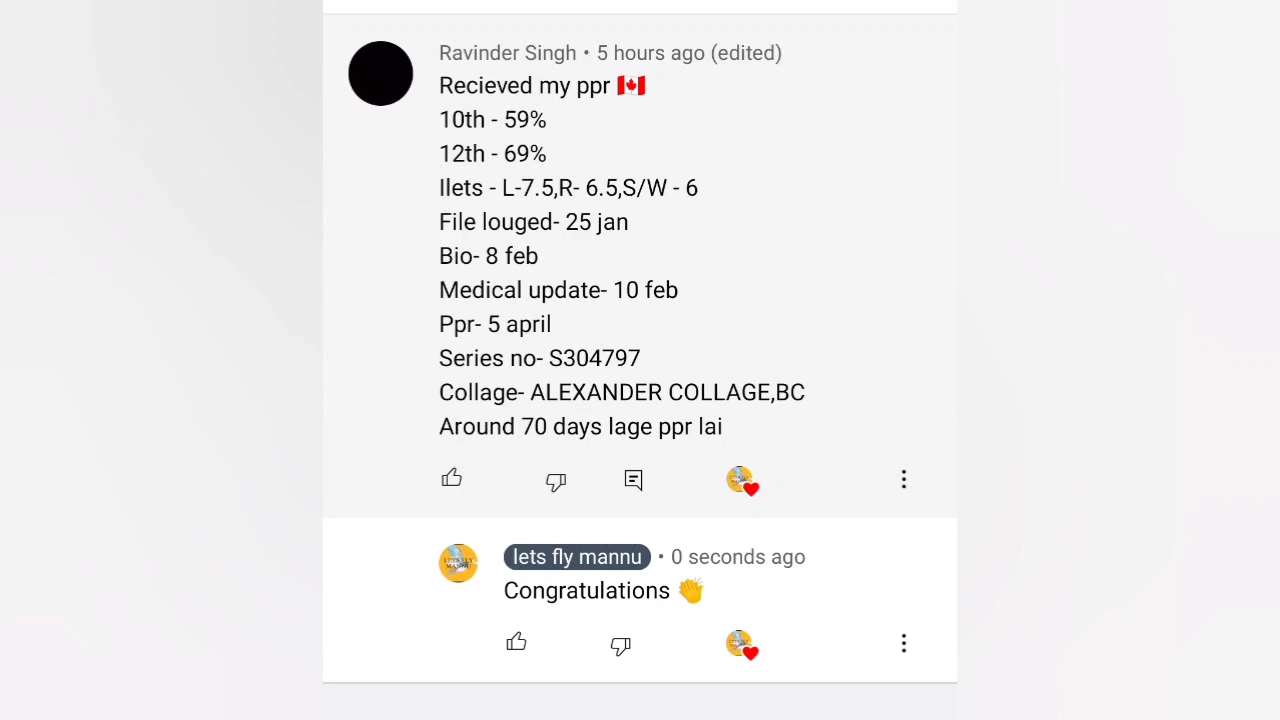 Ravinder Singh • 5 hours ago (edited)
Recieved my ppr 🇨🇦
10th - 59%
12th - 69%
Ilets - L-7.5,R- 6.5,S/W - 6
File louged- 25 jan
Bio- 8 feb
Medical update- 10 feb
Ppr- 5 april
Series no- S304797
Collage- ALEXANDER COLLAGE,BC
Around 70 days lage ppr lai
lets fly mannu • 0 seconds ago
Congratulations 👏